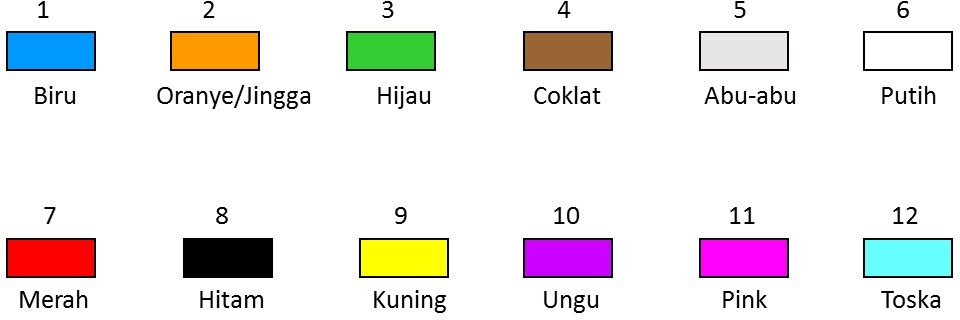 1 2 3 4 5 6
Biru Oranye/Jingga Hijau Coklat Abu-abu Putih
7 8 9 10 11 12
Merah Hitam Kuning Ungu Pink Toska